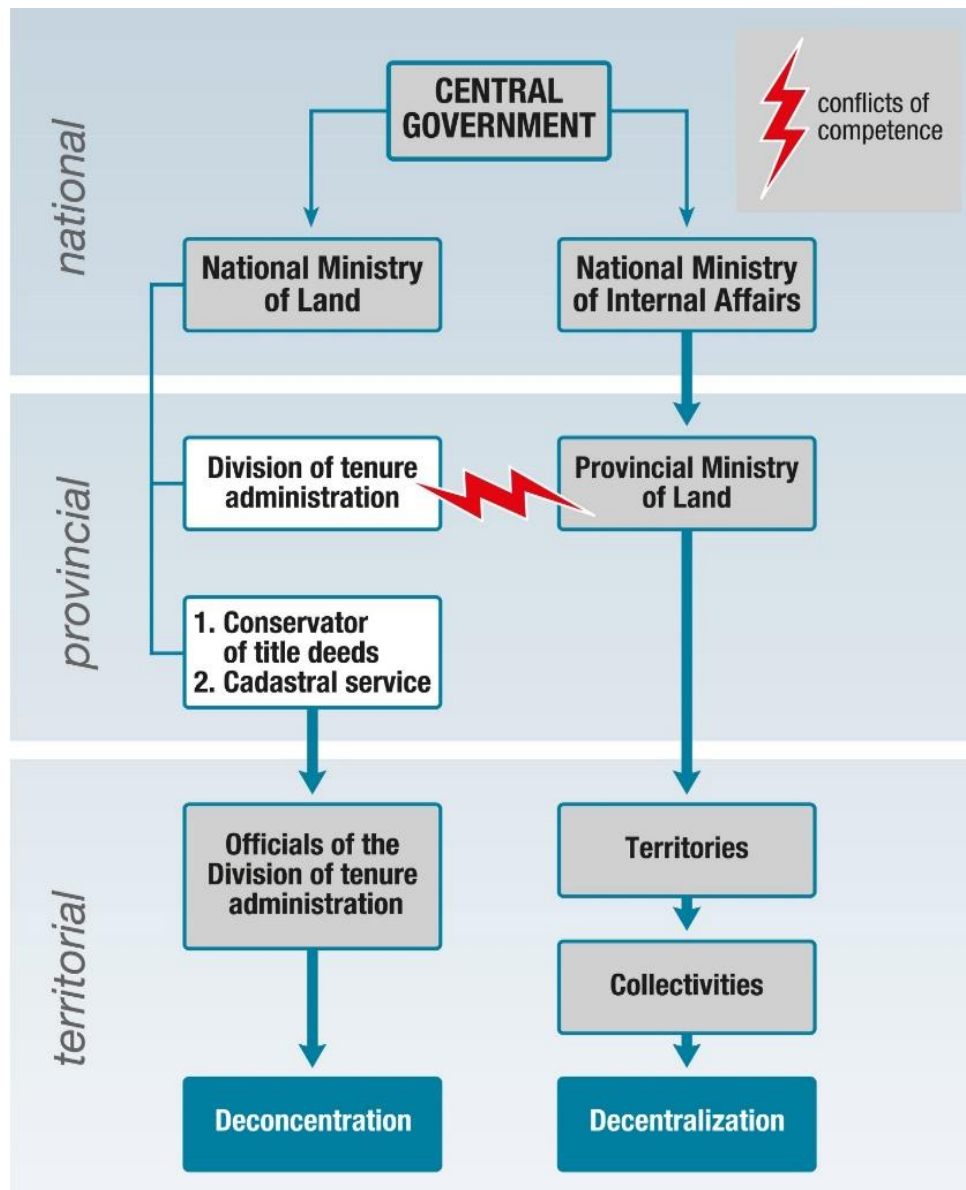 national
CENTRAL
GOVERNMENT
conflicts of
competence
National Ministry
of Land
National Ministry
of Internal Affairs
provincial
Division of tenure
administration
Provincial Ministry
of Land
1. Conservator
of title deeds
2. Cadastral service
territorial
Officials of the
Division of tenure
administration
Territories
Collectivities
Deconcentration
Decentralization